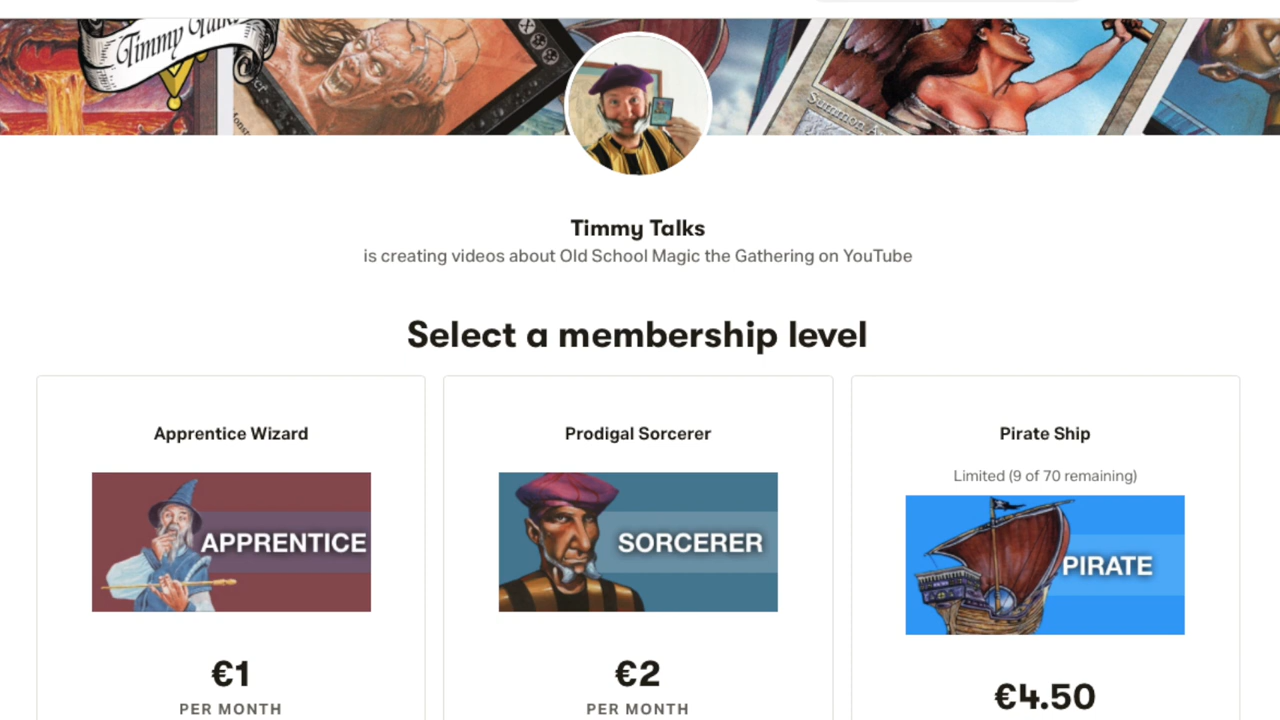 Timmy Talks
Summon A
Timmy Talks
is creating videos about Old School Magic the Gathering on YouTube
Select a membership level
Apprentice Wizard
APPRENTICE
€1
PER MONTH
Prodigal Sorcerer
SORCERER
€2
PER MONTH
Pirate Ship
Limited (9 of 70 remaining)
PIRATE
€4.50